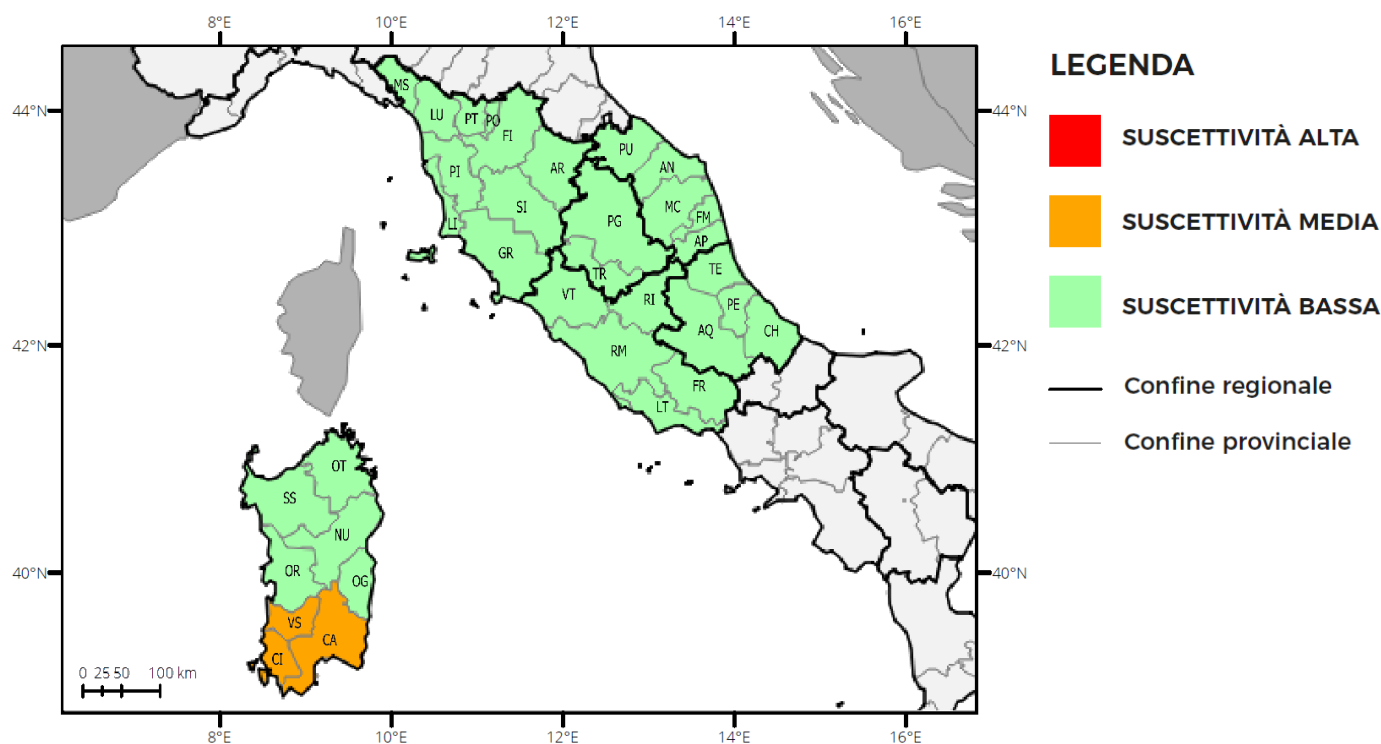 8°E 10°E 12°E 14°E 16°E
44°N 44°N
42°N 42°N
40°N 40°N
MS
LU PT PO
FI
PU
PI AR AN
SI MC FM
LI PG
AP
GR
TR TE
VT RI PE
AQ CH
RM
FR
LT
OT
SS
NU
OR OG
VS
CA
CI
0 25 50 100 km
8°E 10°E 12°E 14°E 16°E
LEGENDA
SUSCETTIVITÀ ALTA
SUSCETTIVITÀ MEDIA
SUSCETTIVITÀ BASSA
Confine regionale
Confine provinciale